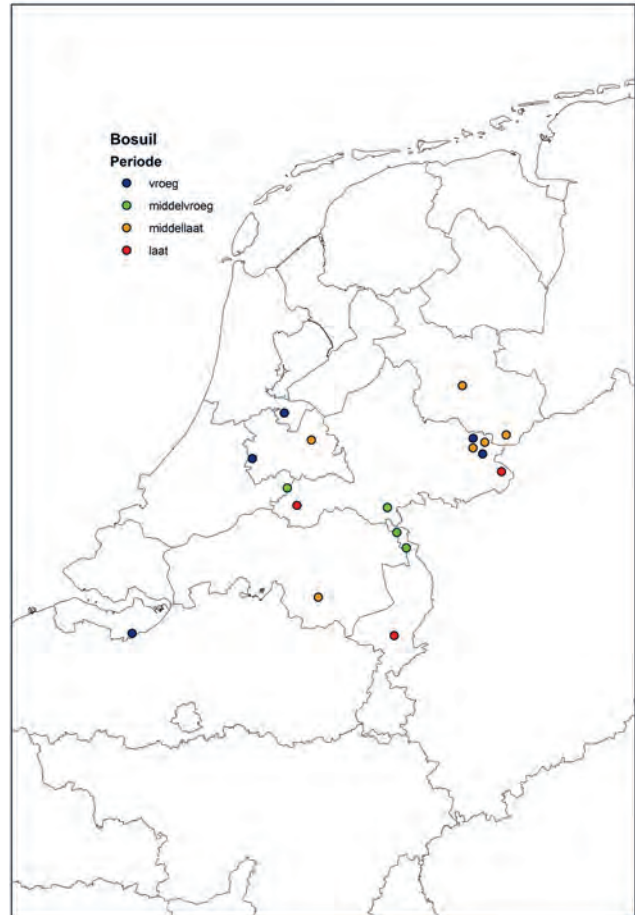 Bosuil
Periode
vroeg
middelvroeg
middellaat
laat